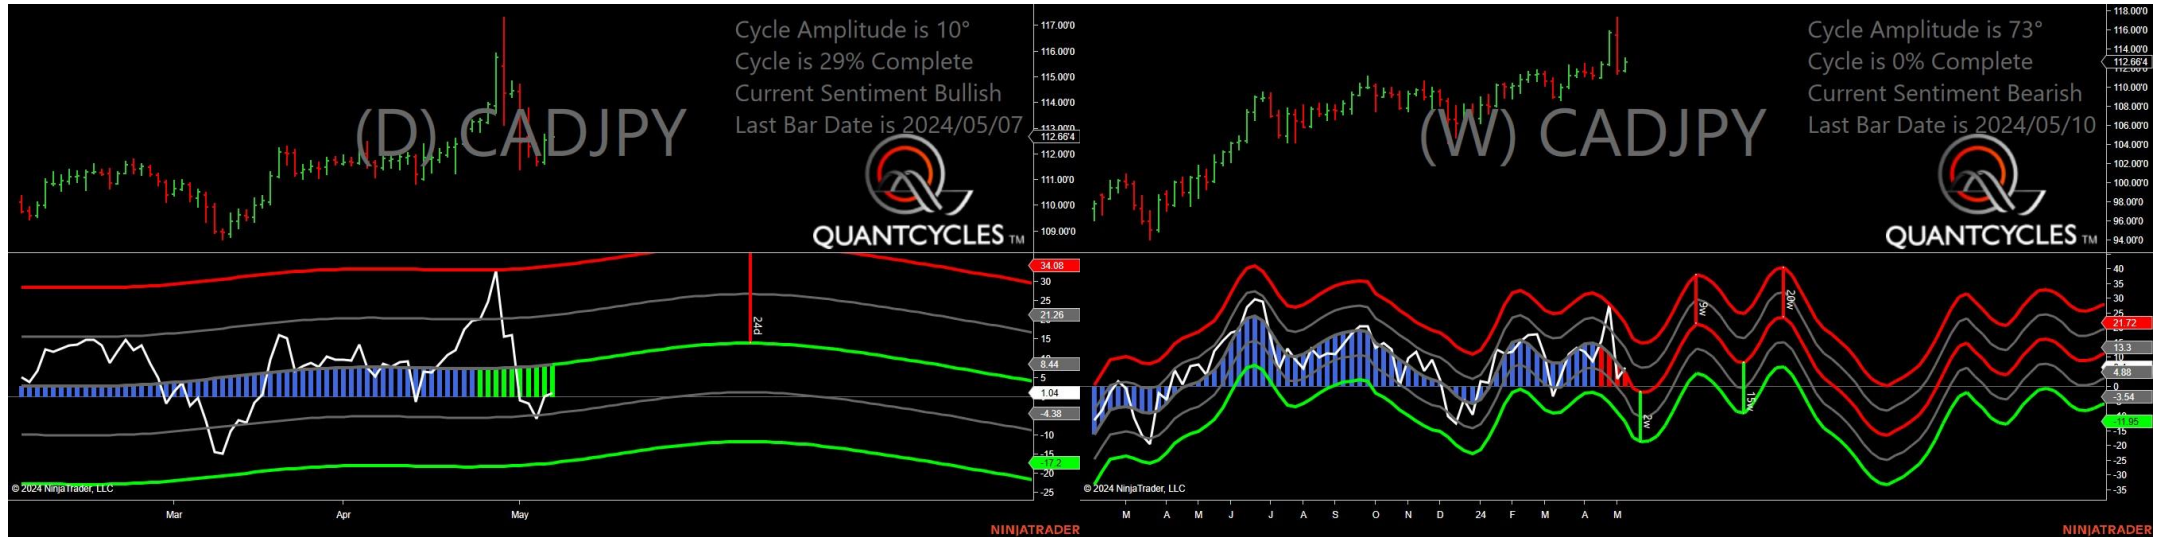 Cycle Amplitude is 10°
Cycle is 29% Complete
Current Sentiment Bullish
Last Bar Date is 2024/05/07
(D) CADJPY
QUANTCYCLES TM
117.00'0
116.00'0
115.00'0
114.00'0
113.00'0
112.66'4
112.00'0
111.00'0
110.00'0
109.00'0
34.08
30
25
21.26
15
8.44
5
1.04
-4.38
-10
-17.2
-20
-25
24d
© 2024 NinjaTrader, LLC
Mar
Apr
May
NINJATRADER
Cycle Amplitude is 73°
Cycle is 0% Complete
Current Sentiment Bearish
Last Bar Date is 2024/05/10
(W) CADJPY
QUANTCYCLES TM
118.00'0
116.00'0
114.00'0
112.66'4
110.00'0
108.00'0
106.00'0
104.00'0
102.00'0
100.00'0
98.00'0
96.00'0
94.00'0
40
35
30
25
21.72
13.3
10
4.88
0
-3.54
-11.95
-15
-20
-25
-30
-35
9w
20w
2w
15w
© 2024 NinjaTrader, LLC
M A M J J A S O N D 24 F M A M
NINJATRADER